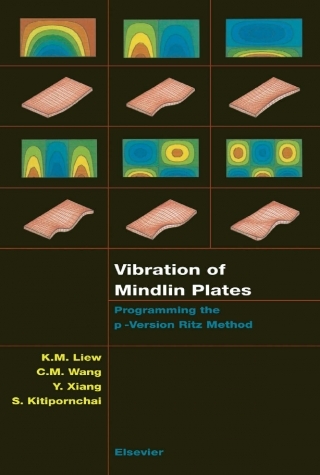 Vibration of
Mindlin Plates
Programming the
p-Version Ritz Method
K.M. Liew
C.M. Wang
Y. Xiang
S. Kitipornchai
Elsevier